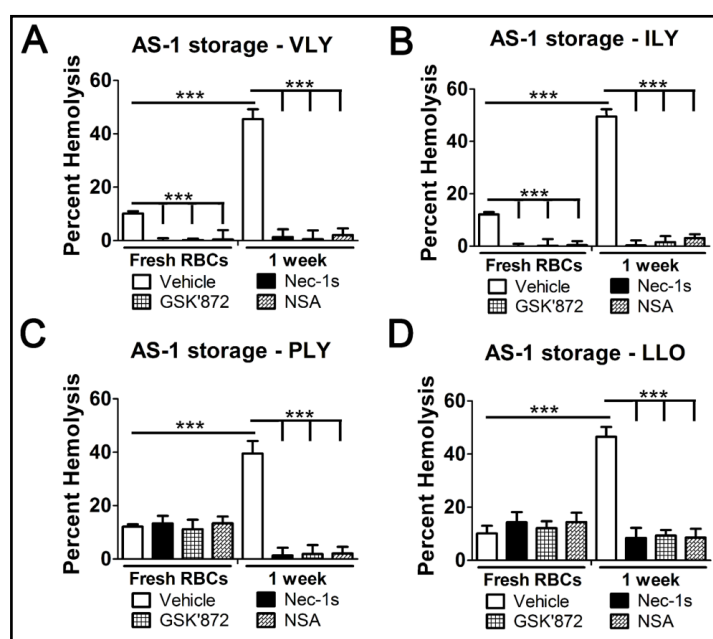 A
AS-1 storage - VLY
Percent Hemolysis
60
40
20
0
***
***
***
Fresh RBCs
1 week
Vehicle
Nec-1s
GSK'872
NSA
B
AS-1 storage - ILY
Percent Hemolysis
60
40
20
0
***
***
***
Fresh RBCs
1 week
Vehicle
Nec-1s
GSK'872
NSA
C
AS-1 storage - PLY
Percent Hemolysis
60
40
20
0
***
***
Fresh RBCs
1 week
Vehicle
Nec-1s
GSK'872
NSA
D
AS-1 storage - LLO
Percent Hemolysis
60
40
20
0
***
***
Fresh RBCs
1 week
Vehicle
Nec-1s
GSK'872
NSA